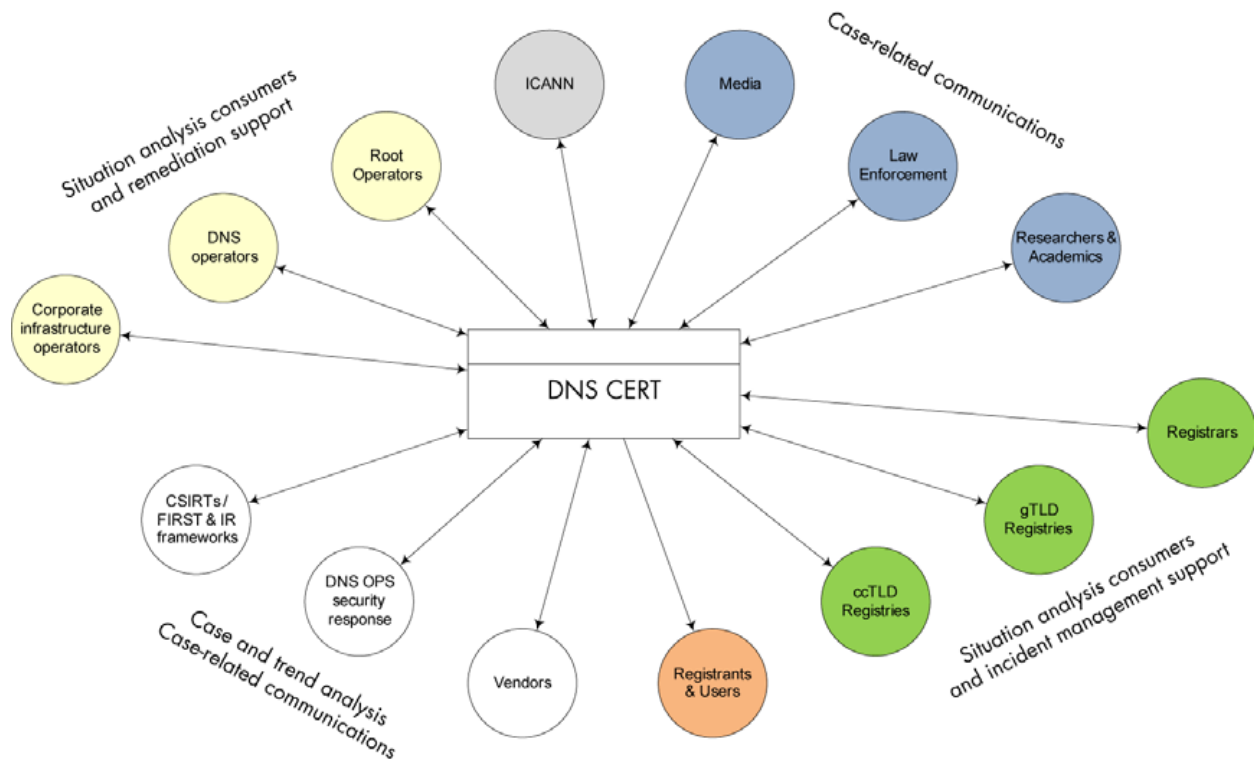 ICANN
Media
Case-related
communications
Situation analysis consumers
and remediation support
Root
Operators
Law
Enforcement
DNS
operators
Researchers &
Academics
Corporate
infrastructure
operators
DNS CERT
Registrars
CSIRTs /
FIRST & IR
frameworks
gTLD
Registries
DNS OPS
security
response
ccTLD
Registries
Situation analysis consumers
and incident management support
Case and trend analysis
Case-related communications
Vendors
Registrants
& Users